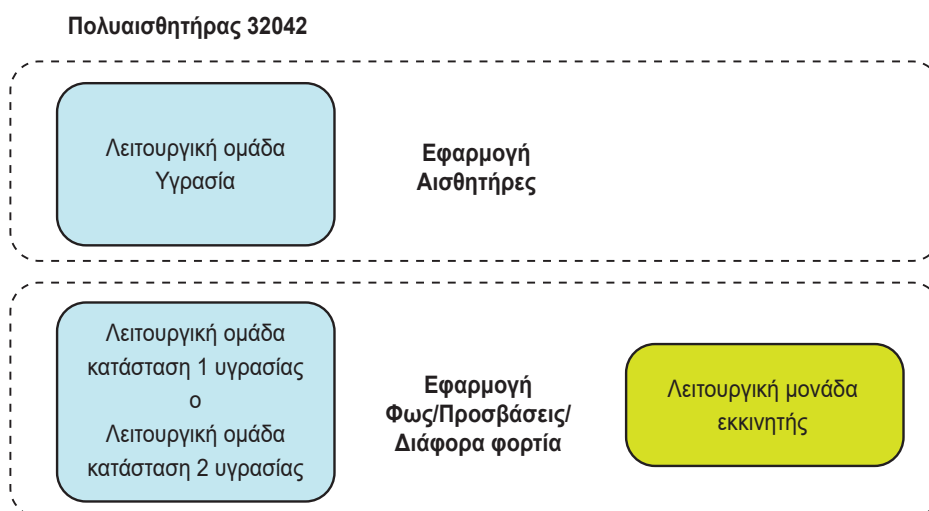 Πολυαισθητήρας 32042
Λειτουργική ομάδα
Υγρασία
Εφαρμογή
Αισθητήρες
Λειτουργική ομάδα
κατάσταση 1 υγρασίας
ο
Λειτουργική ομάδα
κατάσταση 2 υγρασίας
Εφαρμογή
Φως/Προσβάσεις/
Διάφορα φορτία
Λειτουργική μονάδα
εκκινητής